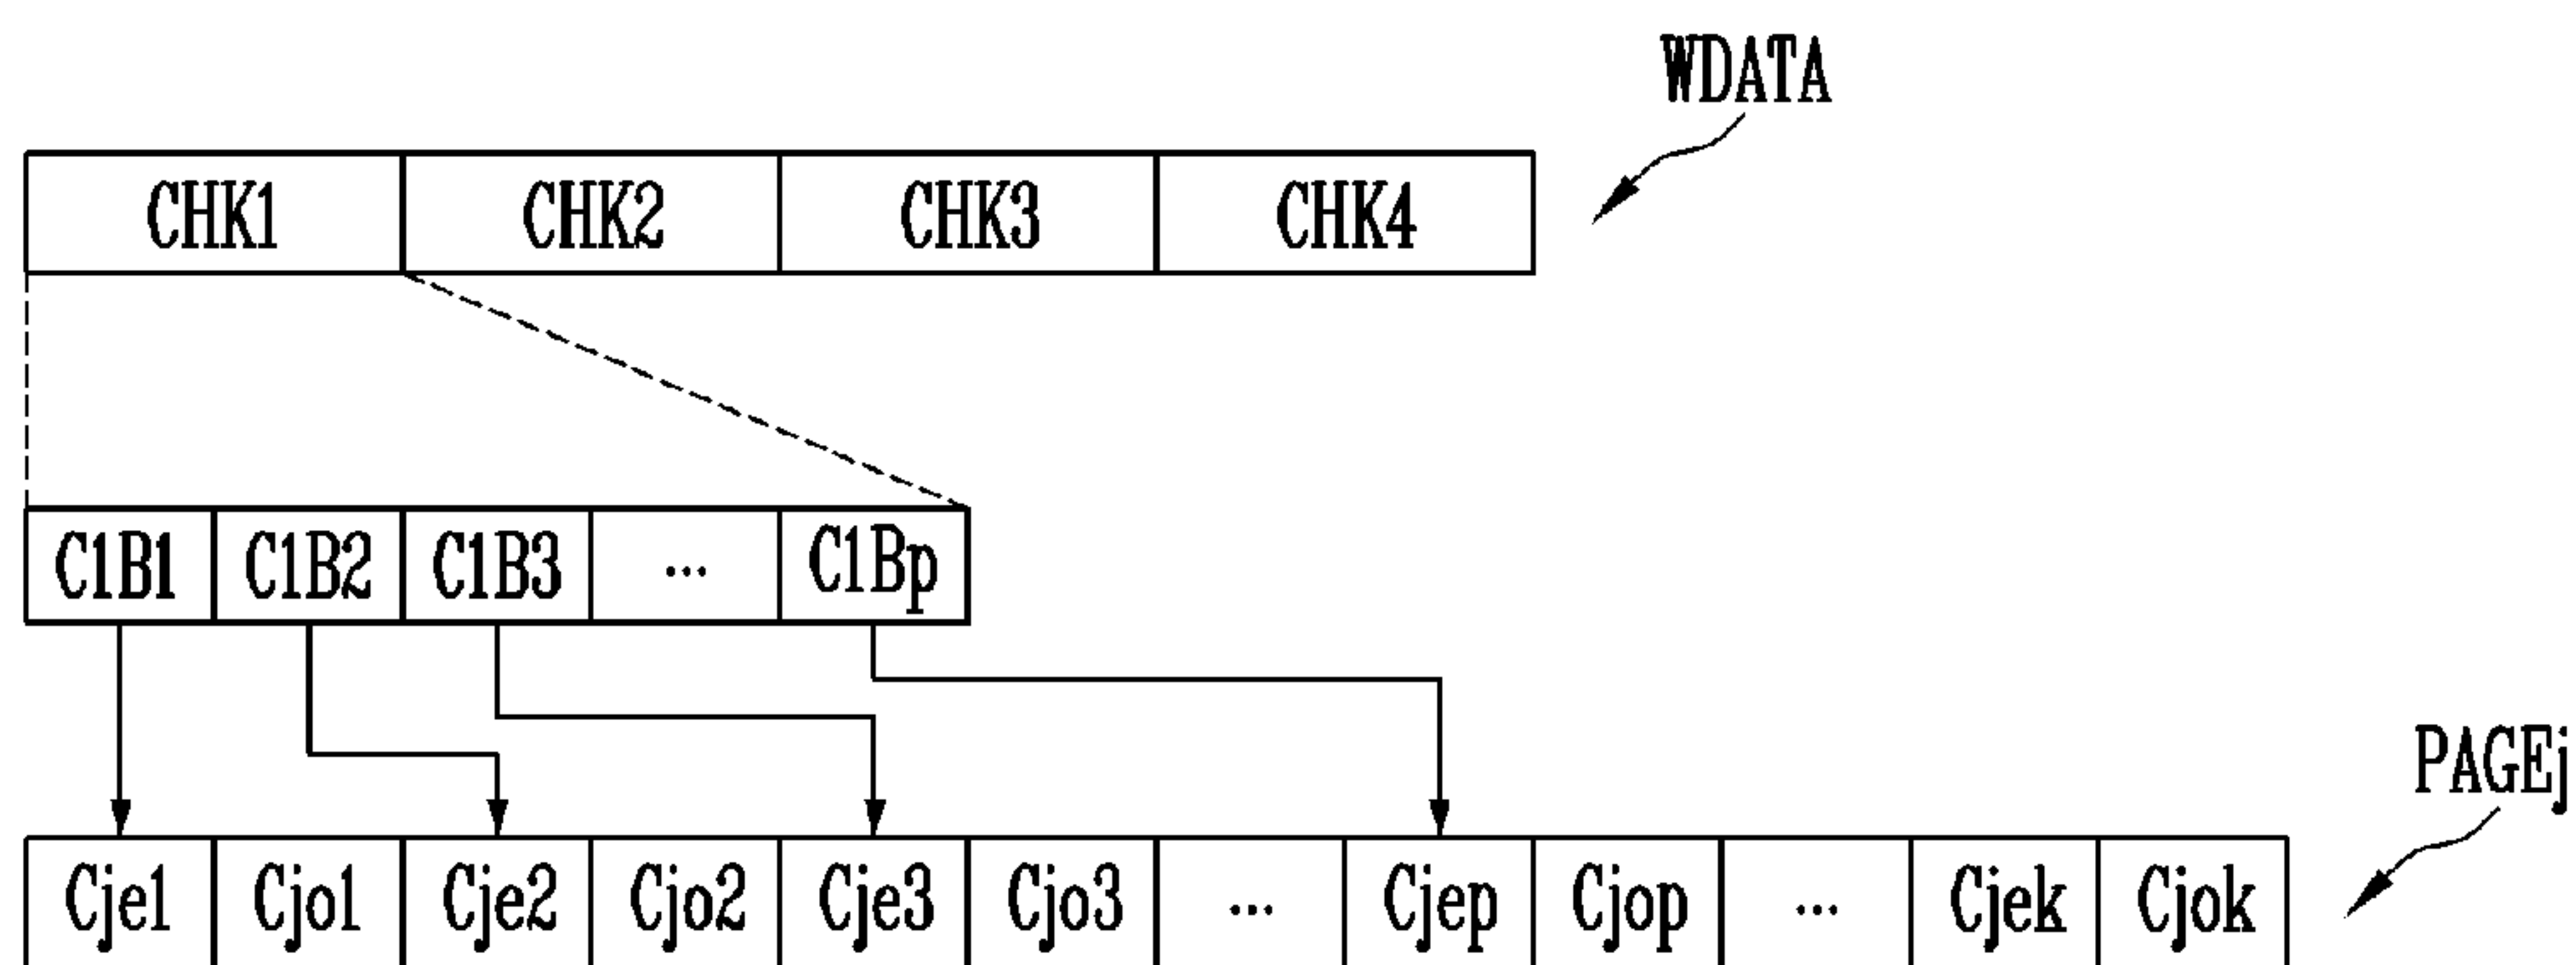 WDATA
CHK1 CHK2 CHK3 CHK4
C1B1 C1B2 C1B3 ... C1Bp
PAGEj
Cje1 Cjo1 Cje2 Cjo2 Cje3 Cjo3 ... Cjep Cjop ... Cjek Cjok